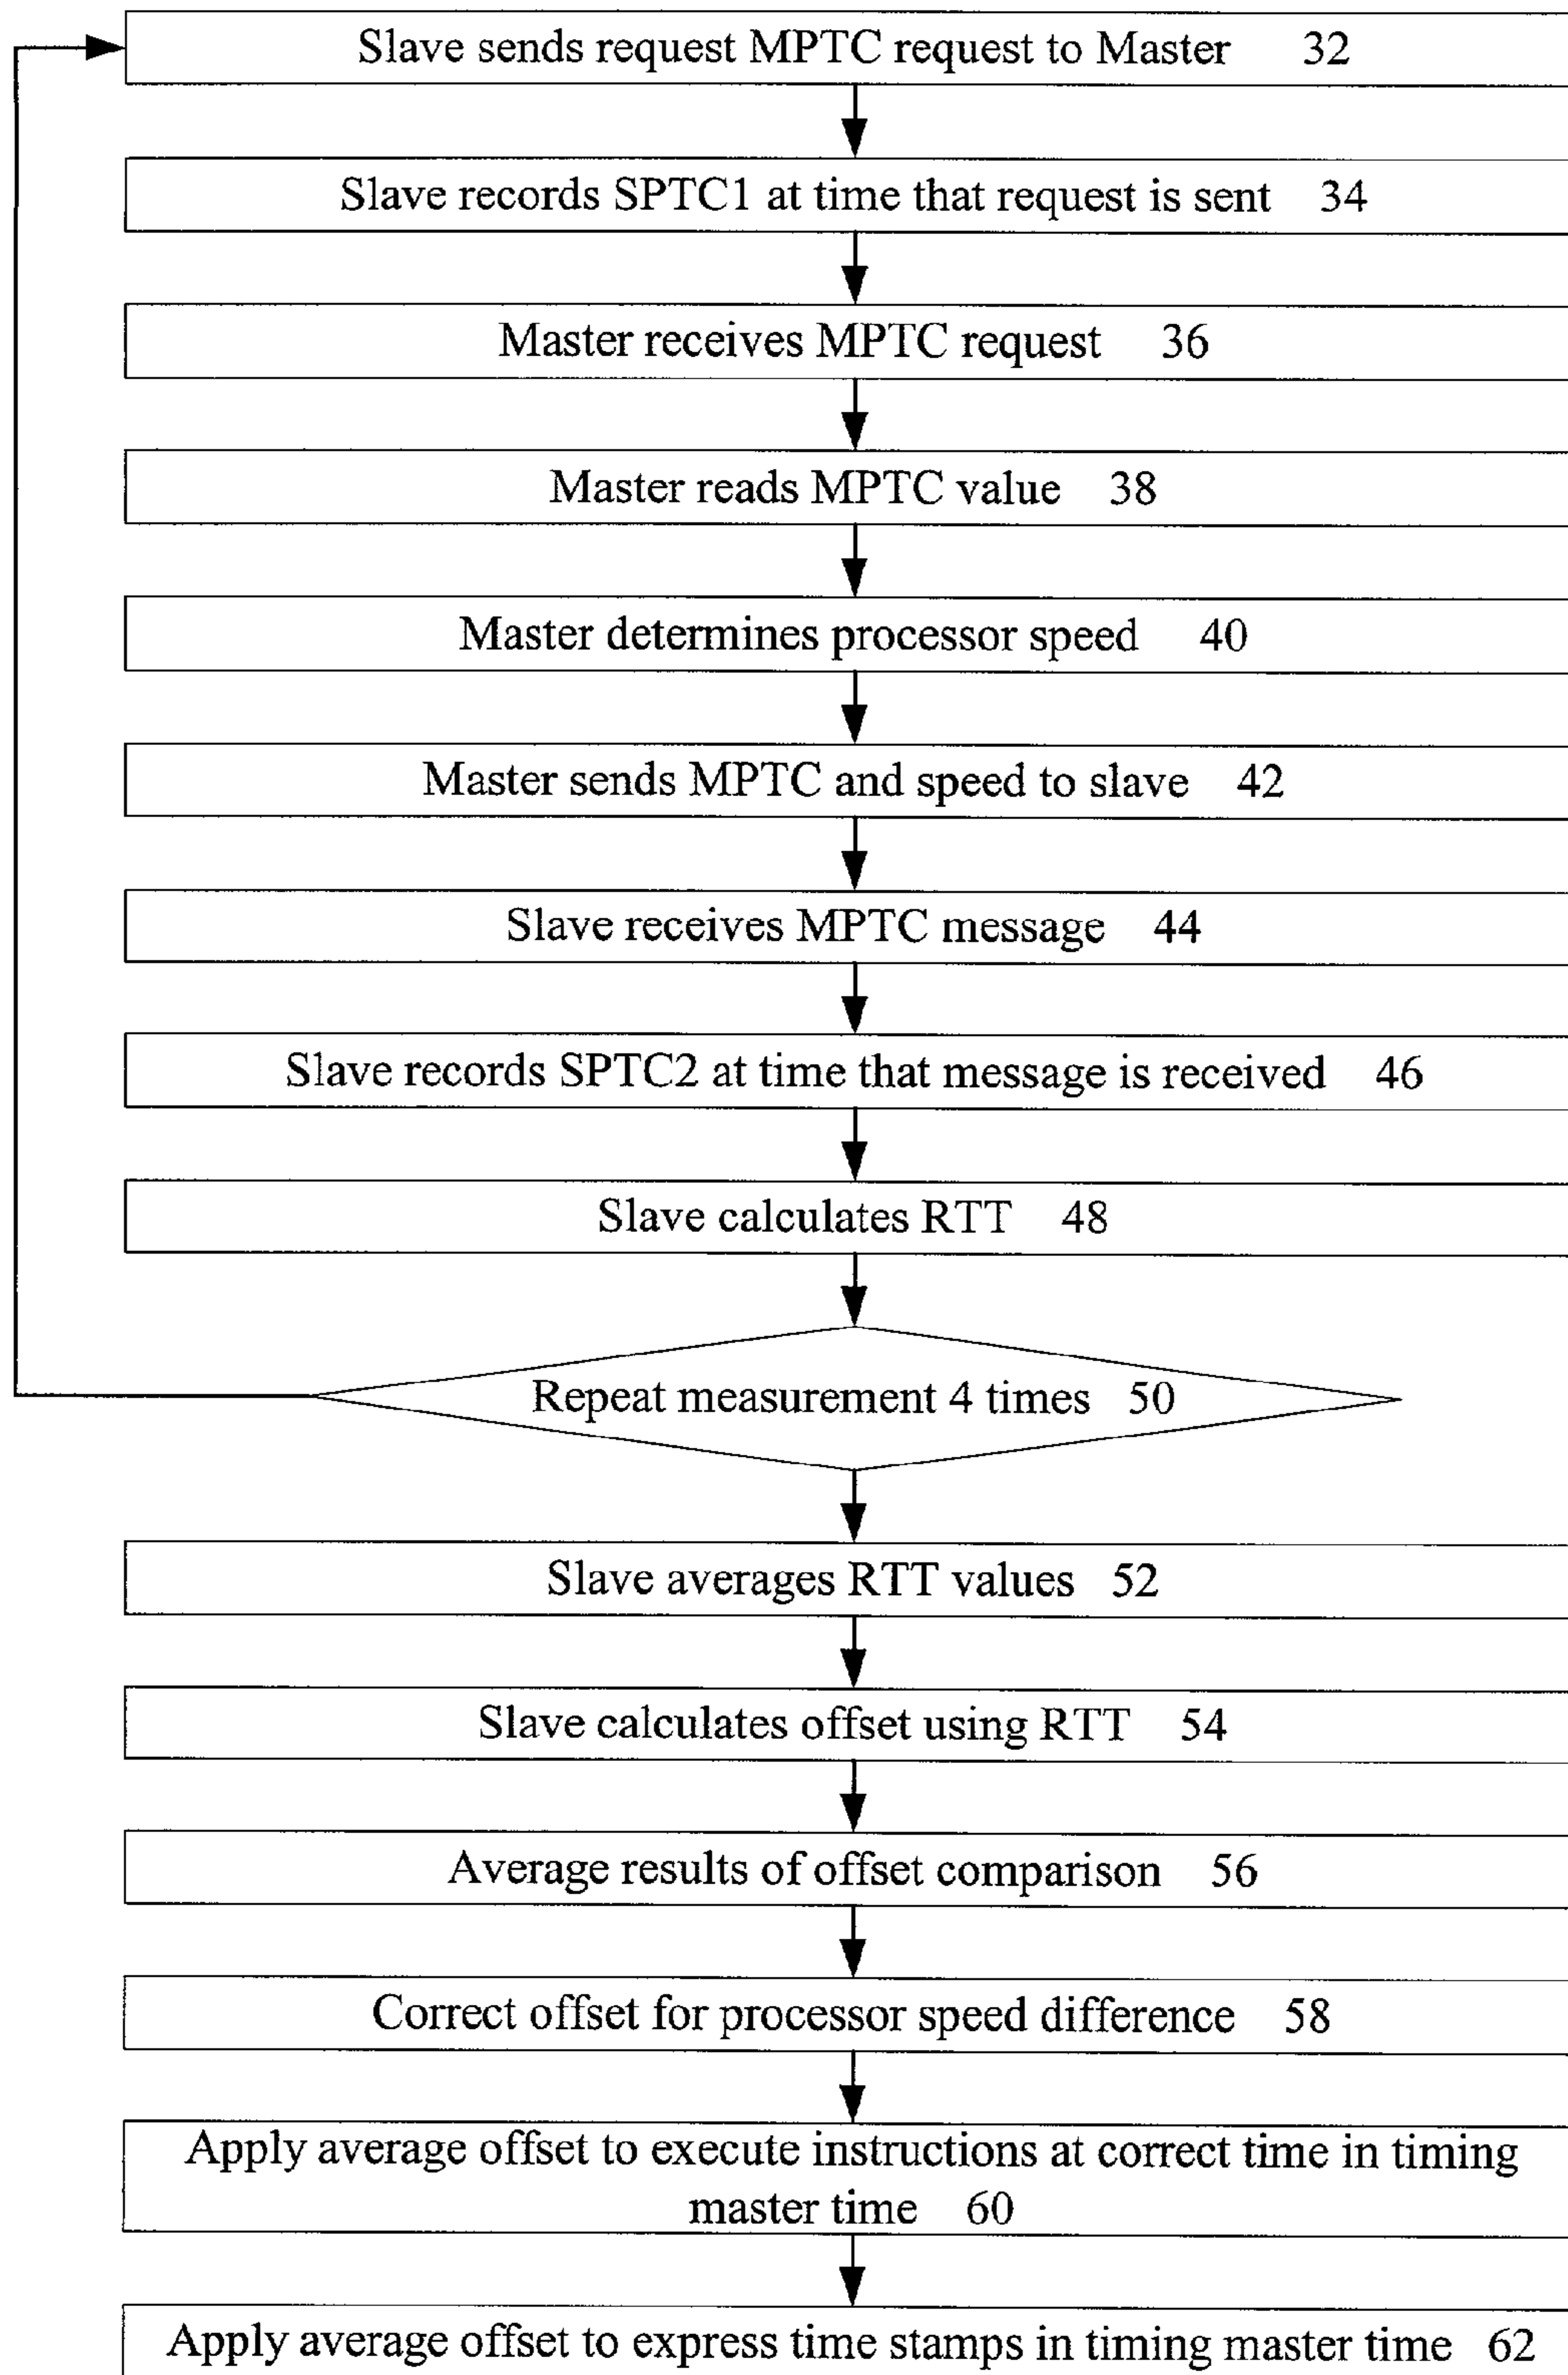 Slave sends request MPTC request to Master 32
Slave records SPTC1 at time that request is sent 34
Master receives MPTC request 36
Master reads MPTC value 38
Master determines processor speed 40
Master sends MPTC and speed to slave 42
Slave receives MPTC message 44
Slave records SPTC2 at time that message is received 46
Slave calculates RTT 48
Repeat measurement 4 times 50
Slave averages RTT values 52
Slave calculates offset using RTT 54
Average results of offset comparison 56
Correct offset for processor speed difference 58
Apply average offset to execute instructions at correct time in timing
master time 60
Apply average offset to express time stamps in timing master time 62